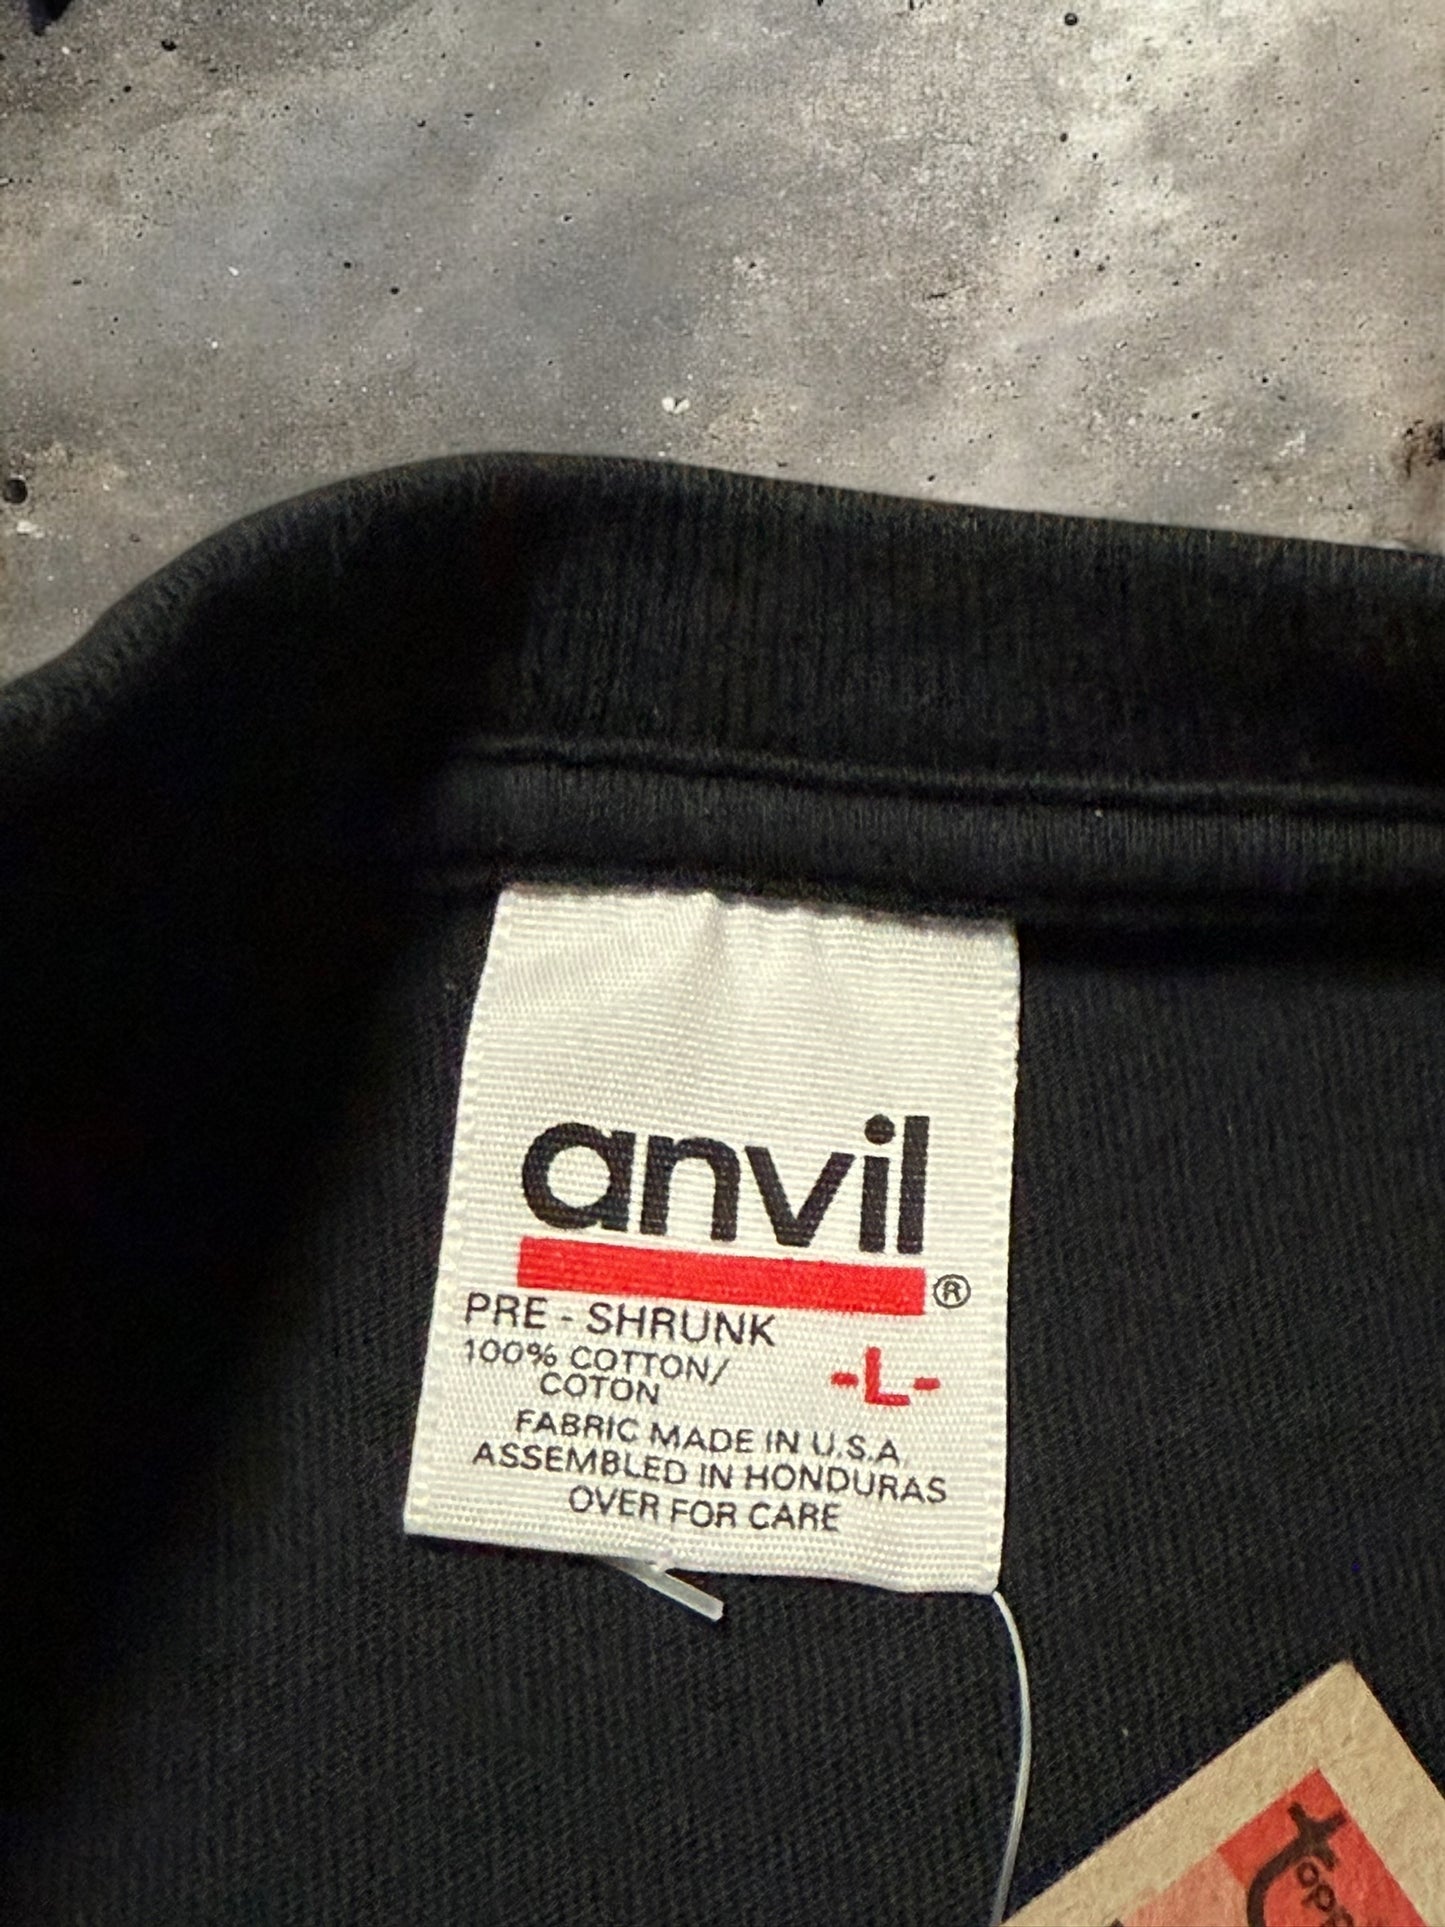 anvil
®
PRE - SHRUNK
100% COTTON/
COTON
-L-
FABRIC MADE IN U.S.A.
ASSEMBLED IN HONDURAS
OVER FOR CARE